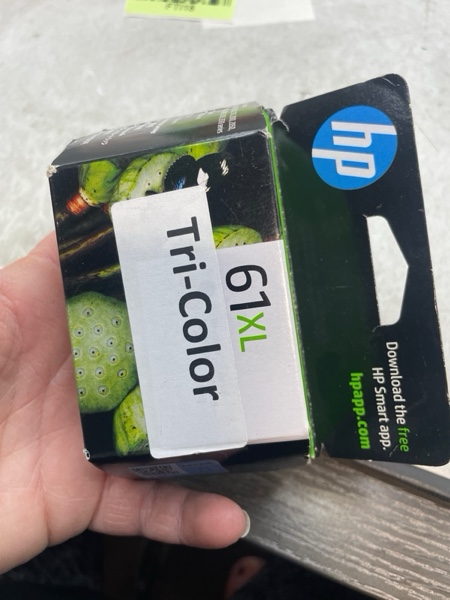 hp
61XL
Tri-Color
Download the free
HP Smart app.
hpapp.com